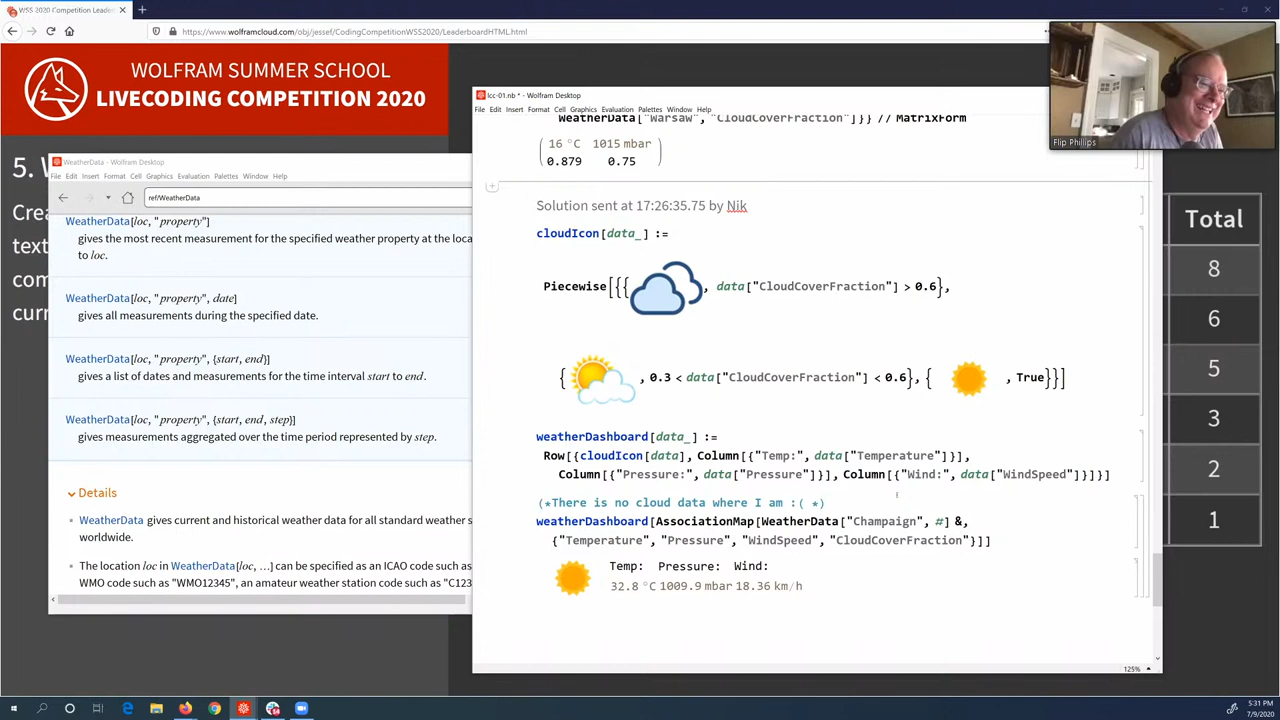 WSS 2020 Competition Leader
https://www.wolframcloud.com/obj/jessef/CodingCompetitionWSS2020/LeaderboardHTML.html
WOLFRAM SUMMER SCHOOL
LIVECODING COMPETITION 2020
5. W
Crea
text
com
curr
WeatherData - Wolfram Desktop
File Edit Insert Format Cell Graphics Evaluation Palettes Window Help
ref/WeatherData
WeatherData[loc, "property"]
gives the most recent measurement for the specified weather property at the loca
to loc.
WeatherData[loc, "property", date]
gives all measurements during the specified date.
WeatherData[loc, "property", {start, end}]
gives a list of dates and measurements for the time interval start to end.
WeatherData[loc, "property", {start, end, step}]
gives measurements aggregated over the time period represented by step.
Details
WeatherData gives current and historical weather data for all standard weather s
worldwide.
The location loc in WeatherData[loc, …] can be specified as an ICAO code such as
WMO code such as "WMO12345", an amateur weather station code such as "C123
lcc-01.nb * - Wolfram Desktop
File Edit Insert Format Cell Graphics Evaluation Palettes Window Help
WeatherData["Warsaw", "CloudCoverFraction"]}} // MatrixForm
16 °C 1015 mbar
0.879 0.75
Solution sent at 17:26:35.75 by Nik
cloudIcon[data_] :=
Piecewise[{{ , data["CloudCoverFraction"] > 0.6},
{ , 0.3 < data["CloudCoverFraction"] < 0.6}, { , True}}]
weatherDashboard[data_] :=
Row[{cloudIcon[data], Column[{"Temp:", data["Temperature"]}],
Column[{"Pressure:", data["Pressure"]}], Column[{"Wind:", data["WindSpeed"]}]}]
(*There is no cloud data where I am :( *)
weatherDashboard[AssociationMap[WeatherData["Champaign", #] &,
{"Temperature", "Pressure", "WindSpeed", "CloudCoverFraction"}]]
Temp: Pressure: Wind:
32.8 °C 1009.9 mbar 18.36 km/h
125%
Flip Phillips
Total
8
6
5
3
2
1
5:31 PM
7/9/2020